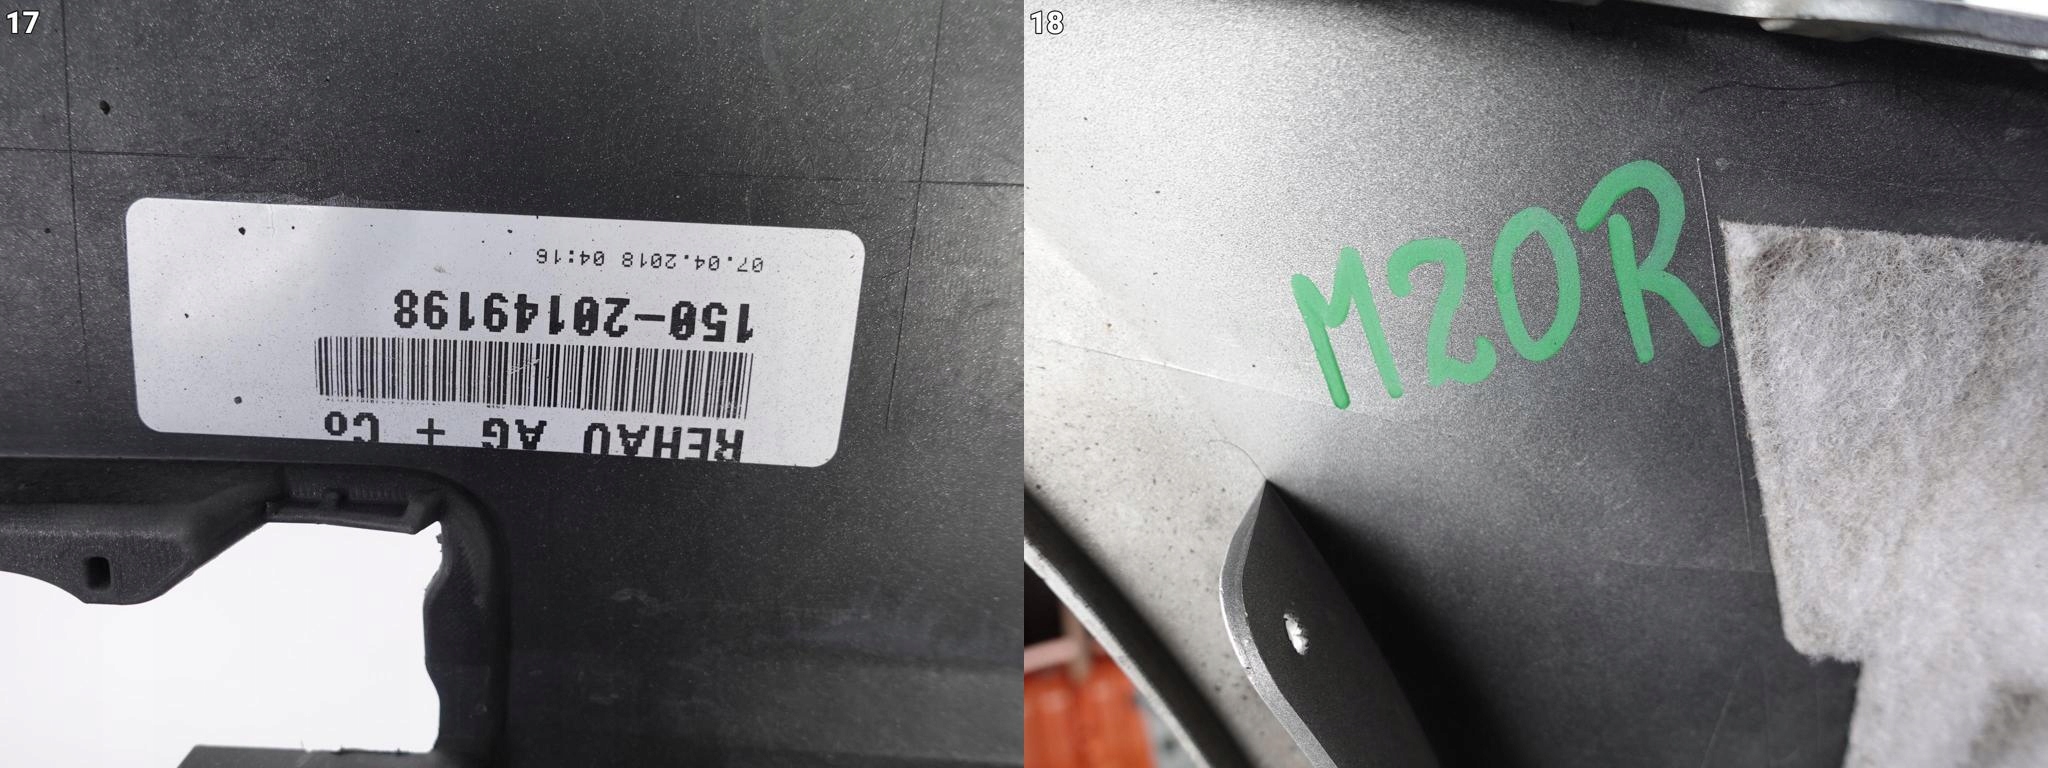 17
REHAU AG + Co
150-20149198
07.04.2018 04:16
18
M20R